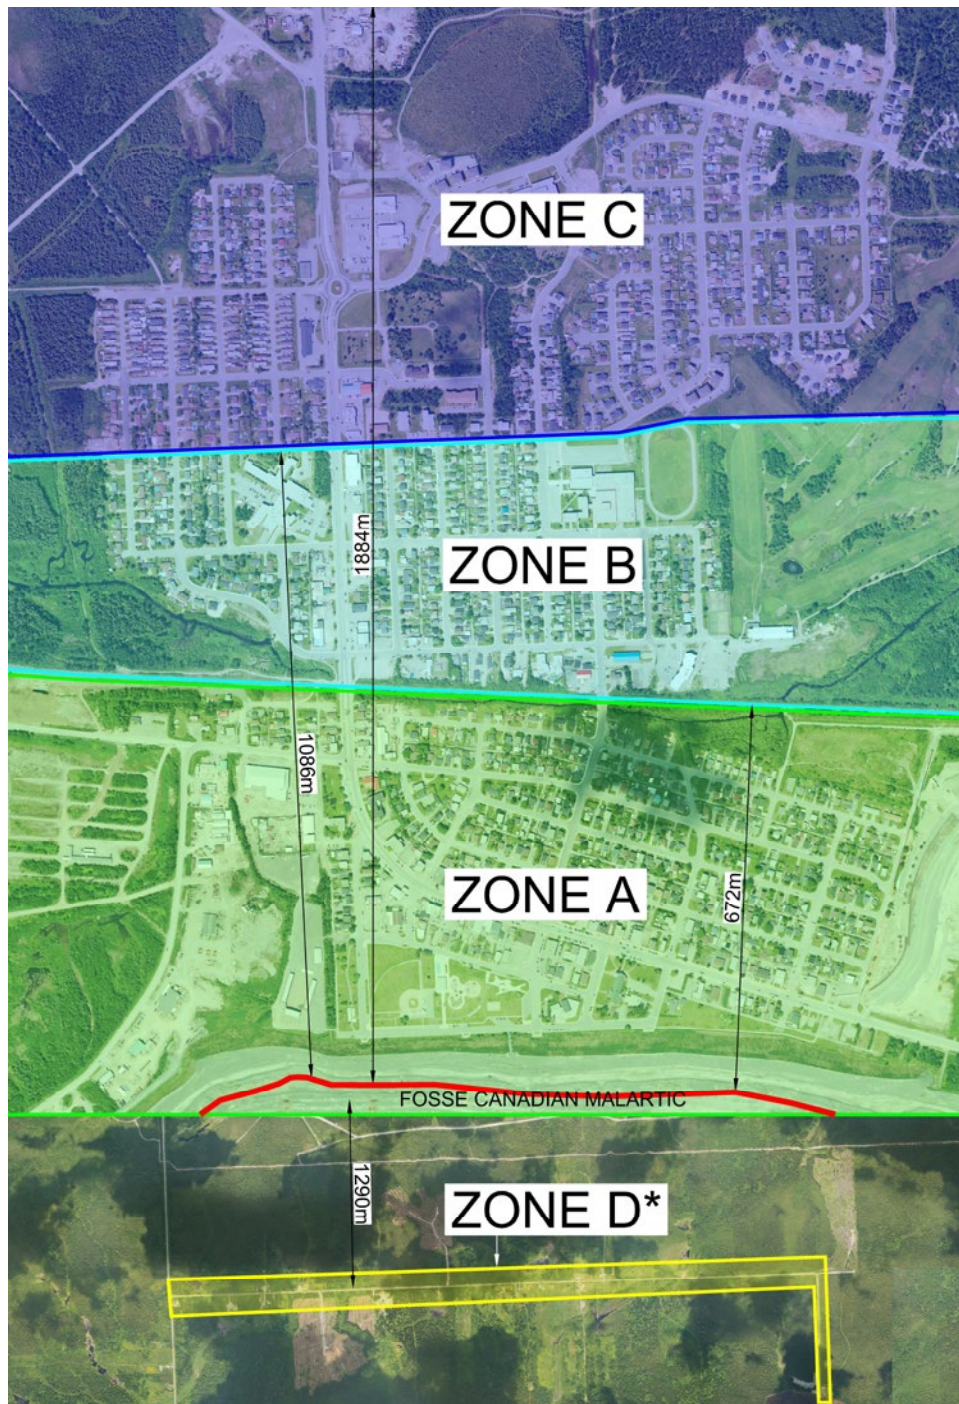 ZONE C
1884m
ZONE B
1086m
672m
ZONE A
FOSSE CANADIAN MALARTIC
1290m
ZONE D*